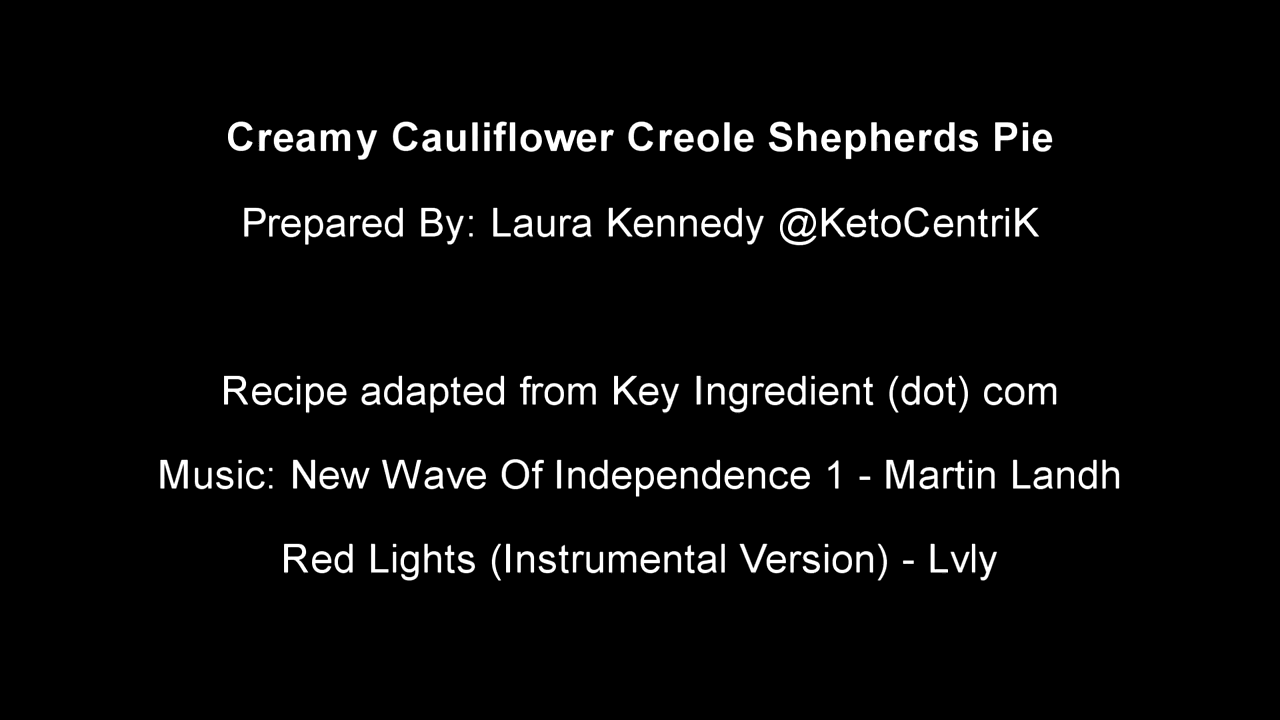 Creamy Cauliflower Creole Shepherds Pie
Prepared By: Laura Kennedy @KetoCentriK
Recipe adapted from Key Ingredient (dot) com
Music: New Wave Of Independence 1 - Martin Landh
Red Lights (Instrumental Version) - Lvly